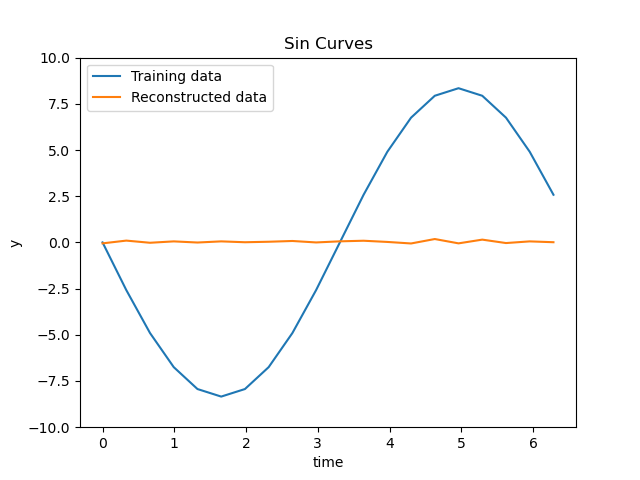 Sin Curves
Training data
Reconstructed data
10.0
7.5
5.0
2.5
0.0
−2.5
−5.0
−7.5
−10.0
y
0 1 2 3 4 5 6
time